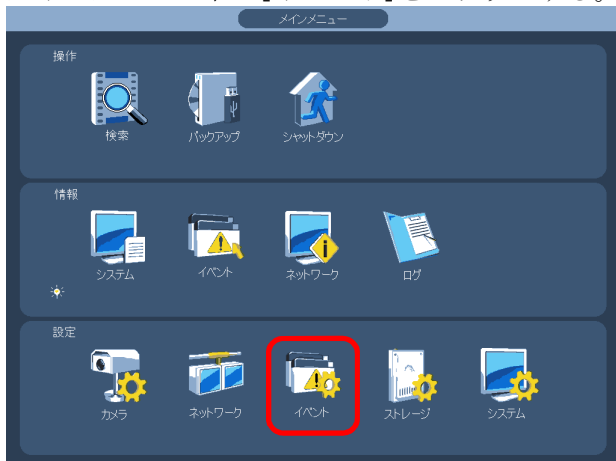 メインメニュー
操作
検索 バックアップ シャットダウン
情報
システム イベント ネットワーク ログ
設定
カメラ ネットワーク イベント ストレージ システム